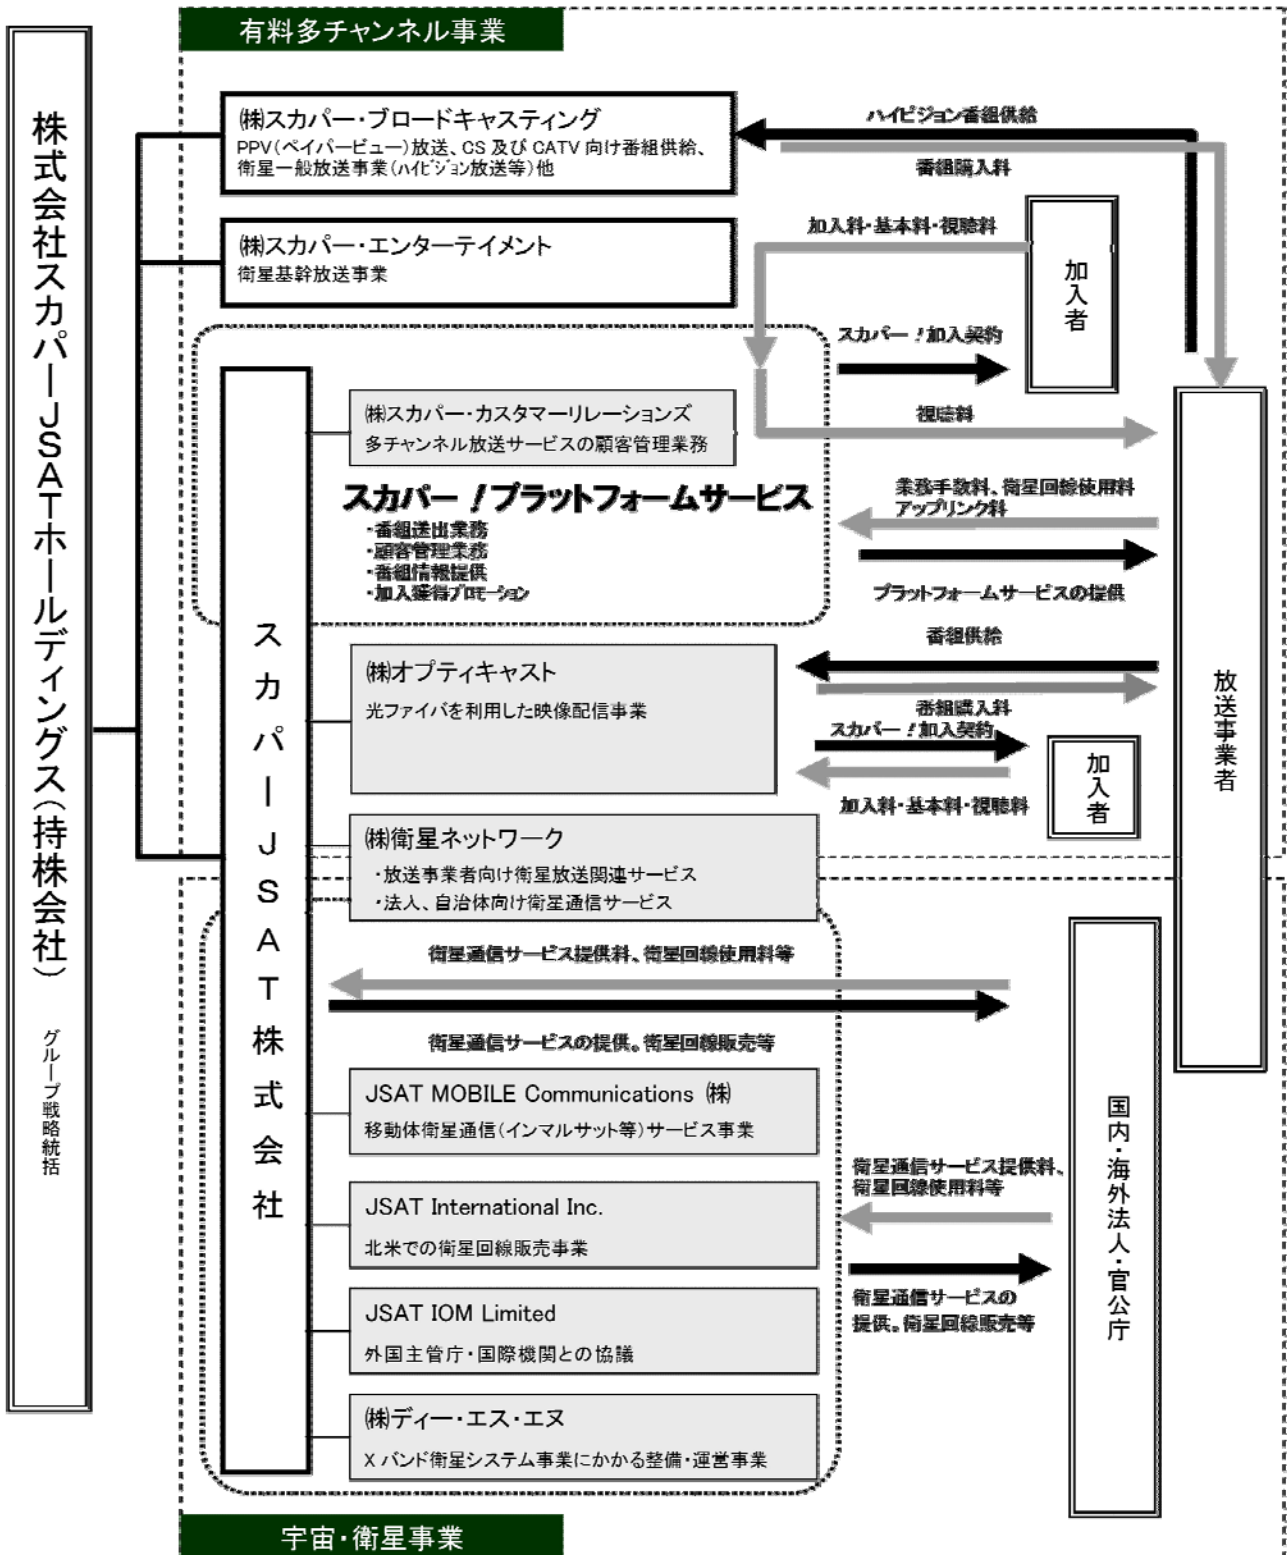 有料多チャンネル事業
株式会社スカパーJSATホールディングス(持株会社)
グループ戦略統括
㈱スカパー・ブロードキャスティング
PPV(ペイパービュー)放送、CS 及び CATV 向け番組供給、
衛星一般放送事業(ハイビジョン放送等)他
ハイビジョン番組供給
番組購入料
㈱スカパー・エンターテイメント
衛星基幹放送事業
加入料・基本料・視聴料
加入者
スカパー!加入契約
視聴料
㈱スカパー・カスタマーリレーションズ
多チャンネル放送サービスの顧客管理業務
スカパー!プラットフォームサービス
・番組送出業務
・顧客管理業務
・番組情報提供
・加入獲得プロモーション
業務手数料、衛星回線使用料
アップリンク料
プラットフォームサービスの提供
スカパーJSAT株式会社
㈱オプティキャスト
光ファイバを利用した映像配信事業
番組供給
番組購入料
スカパー!加入契約
加入料・基本料・視聴料
加入者
放送事業者
㈱衛星ネットワーク
・放送事業者向け衛星放送関連サービス
・法人、自治体向け衛星通信サービス
衛星通信サービス提供料、衛星回線使用料等
衛星通信サービスの提供。衛星回線販売等
JSAT MOBILE Communications ㈱
移動体衛星通信(インマルサット等)サービス事業
JSAT International Inc.
北米での衛星回線販売事業
JSAT IOM Limited
外国主管庁・国際機関との協議
㈱ディー・エス・エヌ
X バンド衛星システム事業にかかる整備・運営事業
衛星通信サービス提供料、
衛星回線使用料等
衛星通信サービスの
提供。衛星回線販売等
国内・海外法人・官公庁
宇宙・衛星事業